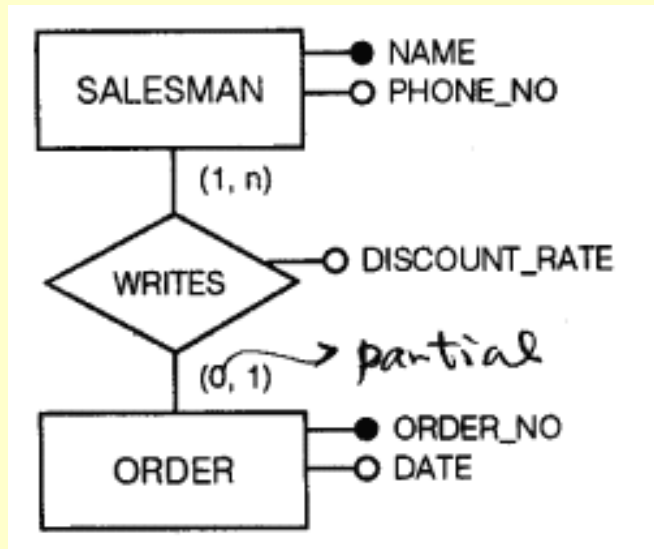 NAME
SALESMAN
PHONE_NO
(1, n)
DISCOUNT_RATE
WRITES
(0, 1) partial
ORDER_NO
ORDER
DATE